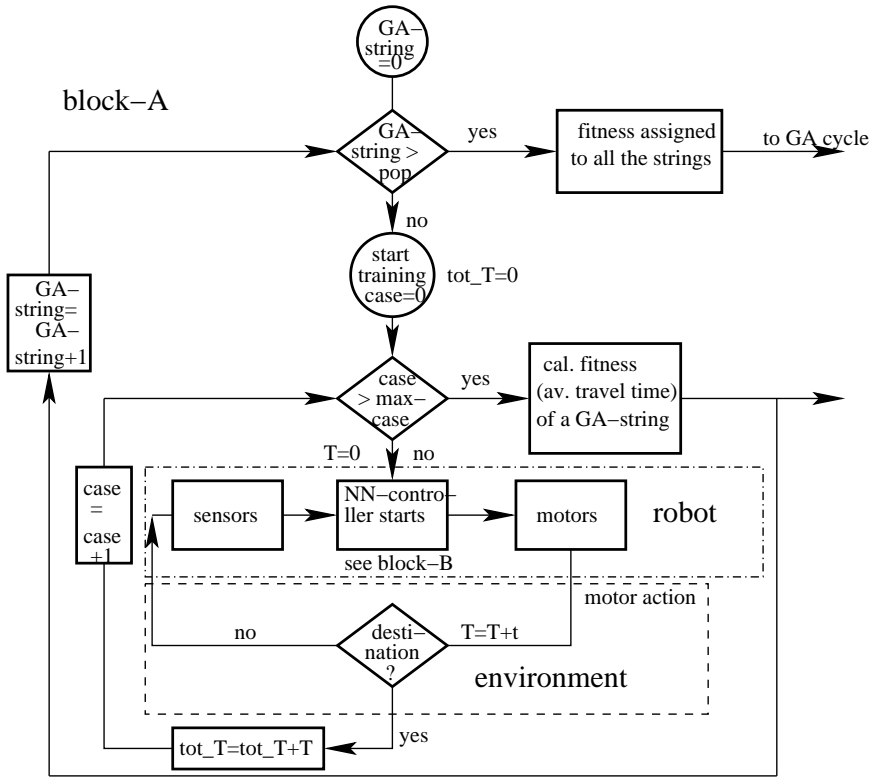 GA−
string
=0
block−A
GA−
string >
pop
yes
fitness assigned
to all the strings
to GA cycle
no
start
training
case=0
tot_T=0
GA−
string=
GA−
string+1
case
> max−
case
yes
cal. fitness
(av. travel time)
of a GA−string
T=0
no
case
=
case
+1
sensors
NN−contro−
ller starts
motors
robot
see block−B
motor action
no
desti−
nation
?
T=T+t
environment
yes
tot_T=tot_T+T